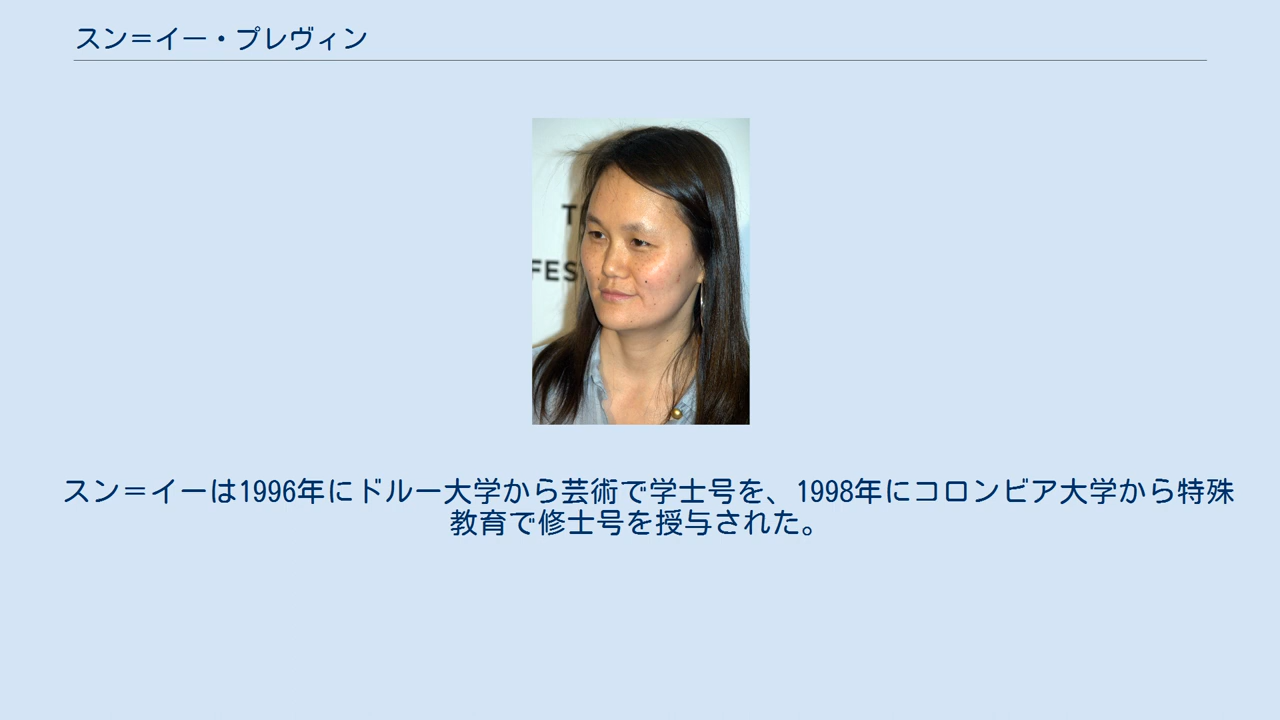 スン＝イー・プレヴィン
T
FES
スン＝イーは1996年にドルー大学から芸術で学士号を、1998年にコロンビア大学から特殊
教育で修士号を授与された。